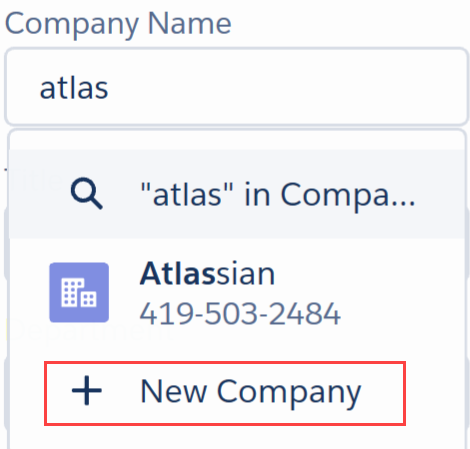 Company Name
atlas
"atlas" in Compa...
Atlassian
419-503-2484
New Company